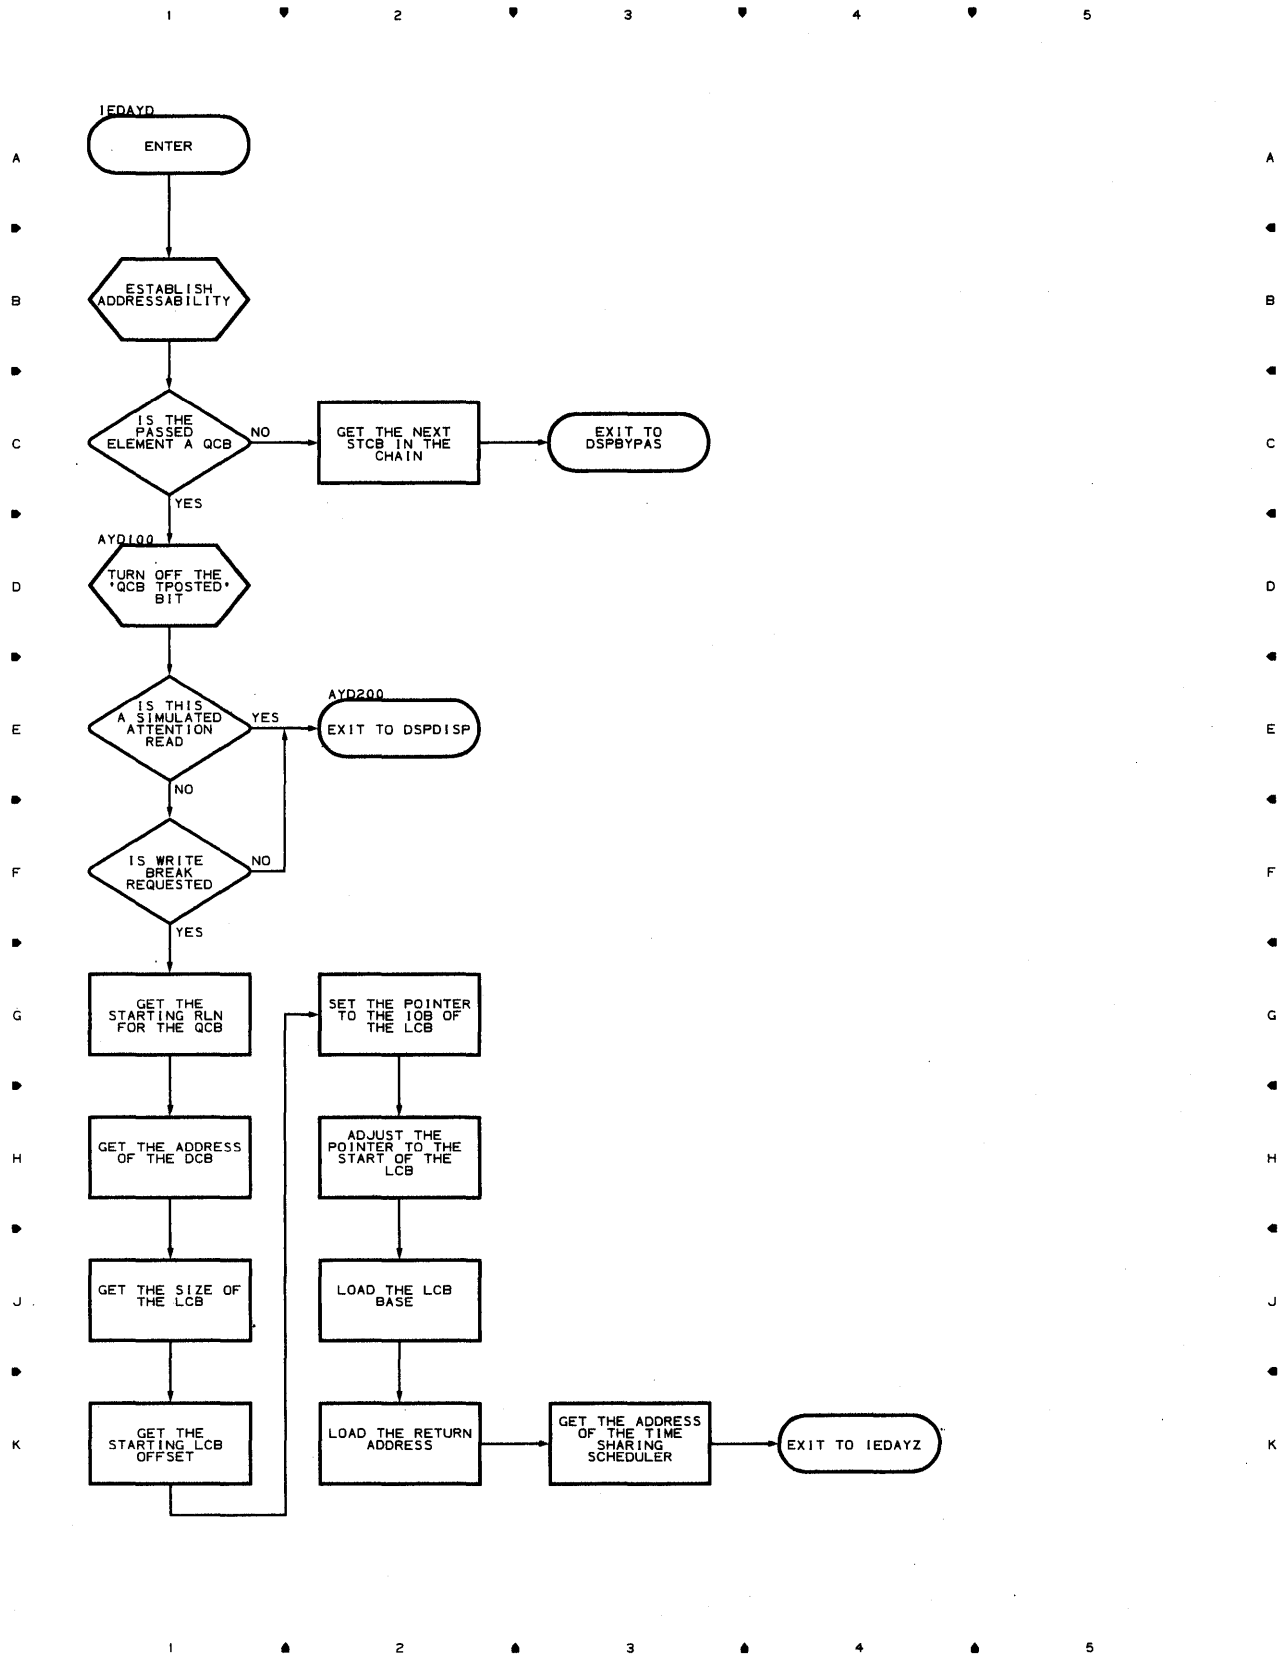 1 2 3 4 5
IEDAYD
ENTER
A A
ESTABLISH
ADDRESSABILITY
B B
IS THE
PASSED
ELEMENT A QCB
NO
GET THE NEXT
STCB IN THE
CHAIN
EXIT TO
DSPBYPAS
C C
YES
AYD100
TURN OFF THE
'QCB TPOSTED'
BIT
D D
IS THIS
A SIMULATED
ATTENTION
READ
YES
AYD200
EXIT TO DSPDISP
E E
NO
IS WRITE
BREAK
REQUESTED
NO
F F
YES
GET THE
STARTING RLN
FOR THE QCB
SET THE POINTER
TO THE IOB OF
THE LCB
G G
GET THE ADDRESS
OF THE DCB
ADJUST THE
POINTER TO THE
START OF THE
LCB
H H
GET THE SIZE OF
THE LCB
LOAD THE LCB
BASE
J J
GET THE
STARTING LCB
OFFSET
LOAD THE RETURN
ADDRESS
GET THE ADDRESS
OF THE TIME
SHARING
SCHEDULER
EXIT TO IEDAYZ
K K
1 2 3 4 5